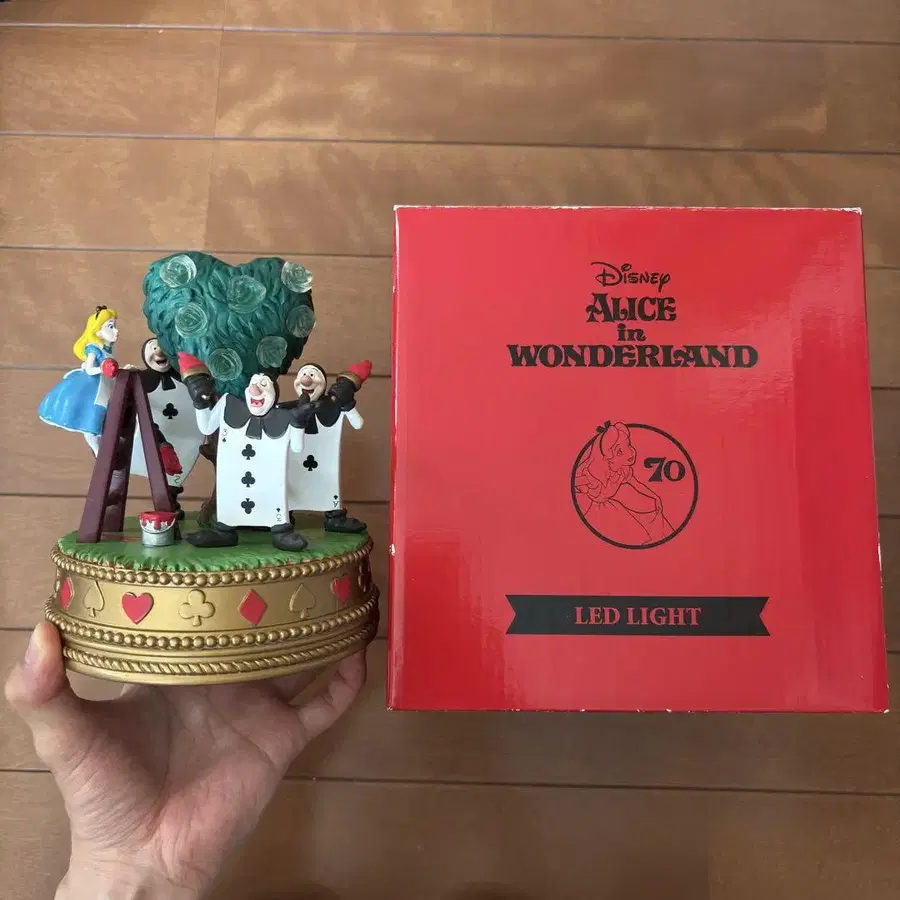 Disney
ALICE
in
WONDERLAND
70
LED LIGHT